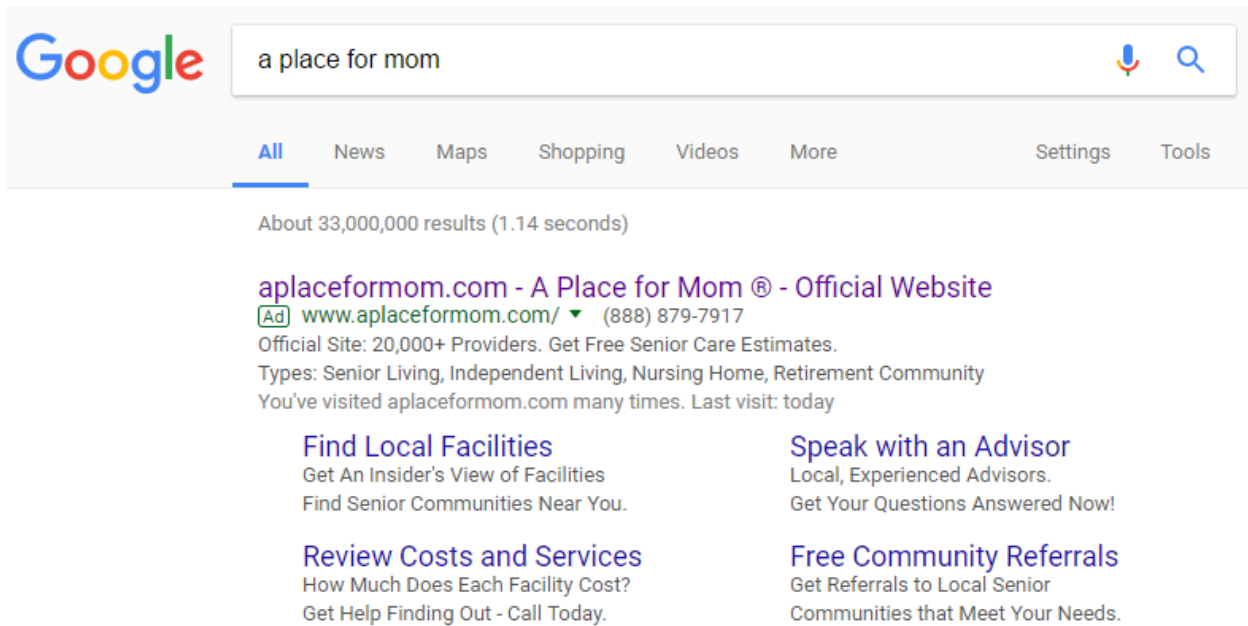 Google
a place for mom
All News Maps Shopping Videos More Settings Tools
About 33,000,000 results (1.14 seconds)
aplaceformom.com - A Place for Mom ® - Official Website
Ad www.aplaceformom.com/ (888) 879-7917
Official Site: 20,000+ Providers. Get Free Senior Care Estimates.
Types: Senior Living, Independent Living, Nursing Home, Retirement Community
You've visited aplaceformom.com many times. Last visit: today
Find Local Facilities
Get An Insider's View of Facilities
Find Senior Communities Near You.
Speak with an Advisor
Local, Experienced Advisors.
Get Your Questions Answered Now!
Review Costs and Services
How Much Does Each Facility Cost?
Get Help Finding Out - Call Today.
Free Community Referrals
Get Referrals to Local Senior
Communities that Meet Your Needs.